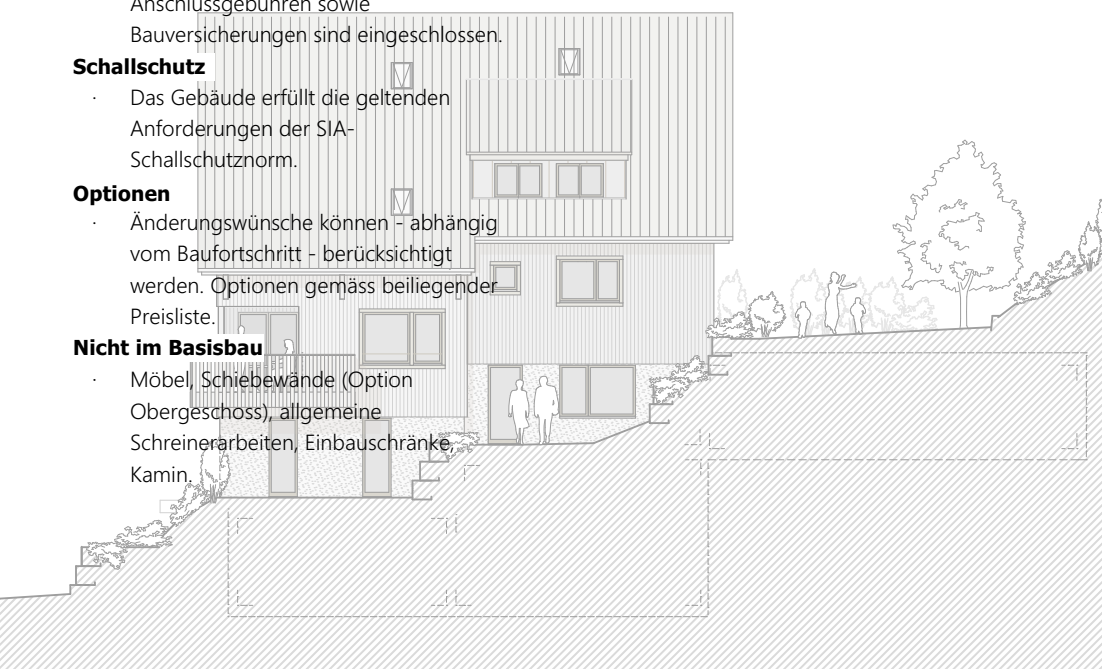 Anschlussgebühren sowie
Bauversicherungen sind eingeschlossen.
Schallschutz
· Das Gebäude erfüllt die geltenden
Anforderungen der SIA-
Schallschutznorm.
Optionen
· Änderungswünsche können - abhängig
vom Baufortschritt - berücksichtigt
werden. Optionen gemäss beiliegender
Preisliste.
Nicht im Basisbau
· Möbel, Schiebewände (Option
Obergeschoss), allgemeine
Schreinerarbeiten, Einbauschränke,
Kamin.